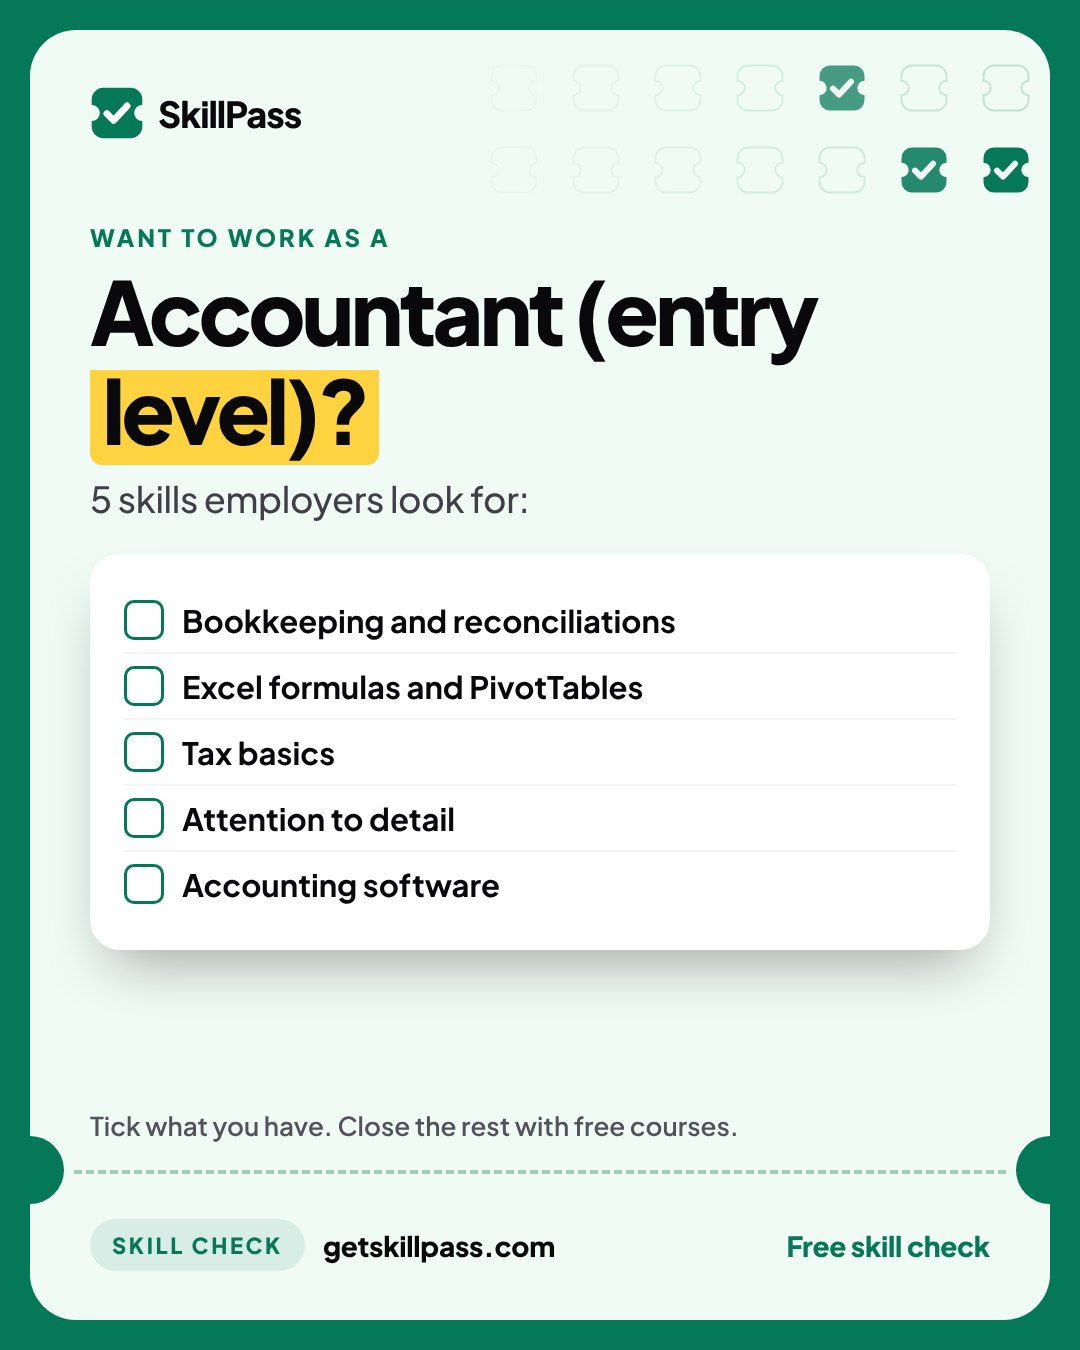 SkillPass
WANT TO WORK AS A
Accountant (entry
level)?
5 skills employers look for:
Bookkeeping and reconciliations
Excel formulas and PivotTables
Tax basics
Attention to detail
Accounting software
Tick what you have. Close the rest with free courses.
SKILL CHECK getskillpass.com Free skill check